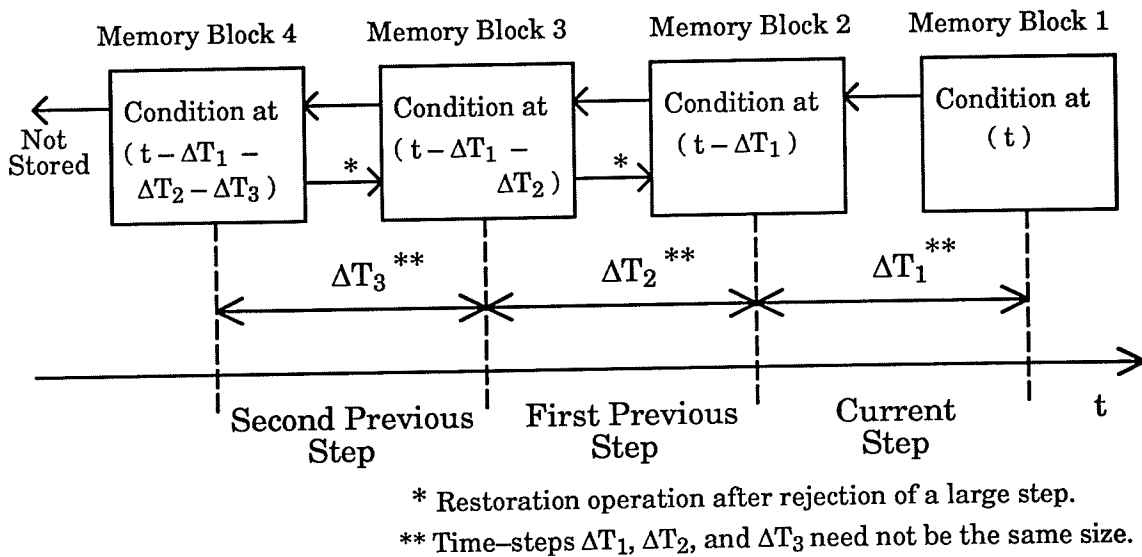 Memory Block 4
Memory Block 3
Memory Block 2
Memory Block 1
Not
Stored
Condition at
( t – ΔT₁ –
ΔT₂ – ΔT₃ )
*
Condition at
( t – ΔT₁ –
ΔT₂ )
*
Condition at
( t – ΔT₁ )
Condition at
( t )
ΔT₃ **
ΔT₂ **
ΔT₁ **
Second Previous
Step
First Previous
Step
Current
Step
t
* Restoration operation after rejection of a large step.
** Time–steps ΔT₁, ΔT₂, and ΔT₃ need not be the same size.